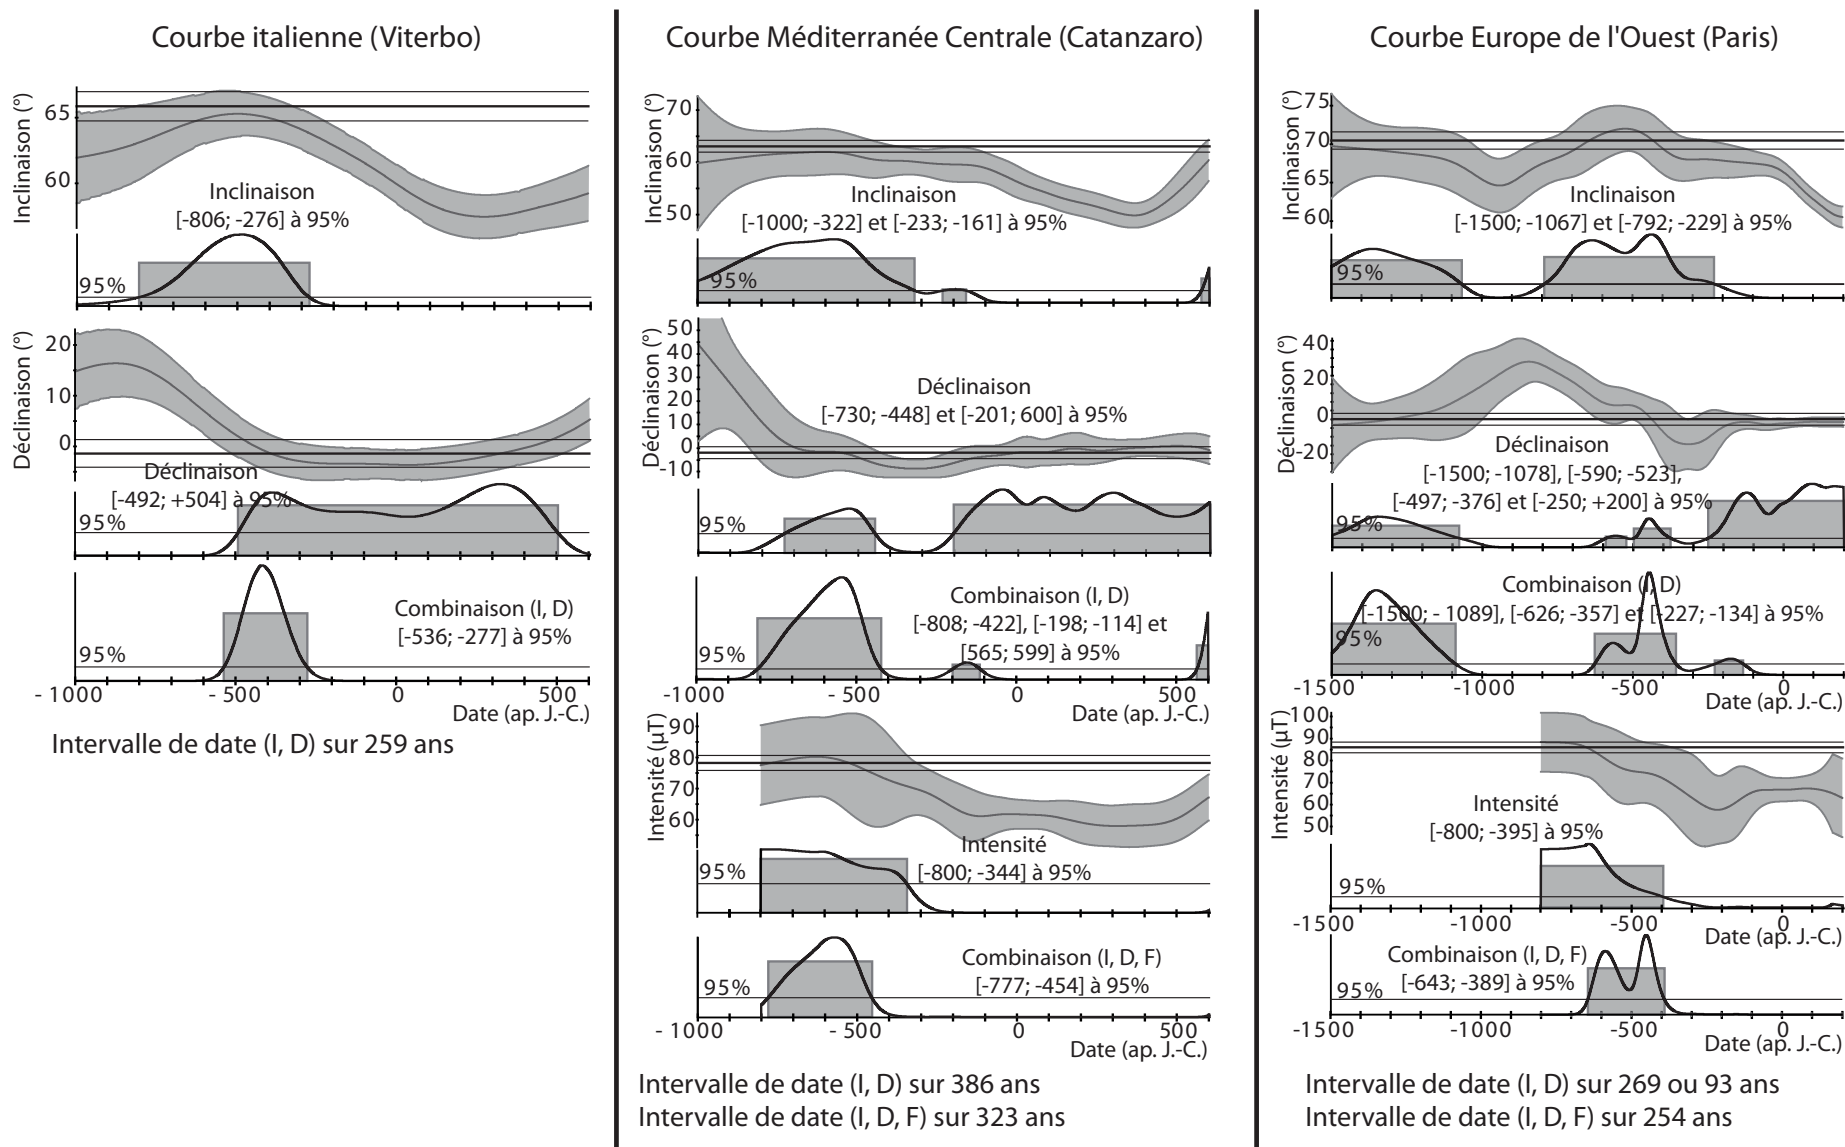 Courbe italienne (Viterbo)
Inclinaison (°)
65
60
Inclinaison
[-806; -276] à 95%
95%
Déclinaison (°)
20
10
0
Déclinaison
[-492; +504] à 95%
95%
Combinaison (I, D)
[-536; -277] à 95%
95%
- 1000
-500
0
500
Date (ap. J.-C.)
Intervalle de date (I, D) sur 259 ans
Courbe Méditerranée Centrale (Catanzaro)
Inclinaison (°)
70
60
50
Inclinaison
[-1000; -322] et [-233; -161] à 95%
95%
Déclinaison (°)
50
40
30
20
10
0
-10
Déclinaison
[-730; -448] et [-201; 600] à 95%
95%
Combinaison (I, D)
[-808; -422], [-198; -114] et
[565; 599] à 95%
95%
-1000
- 500
0
500
Date (ap. J.-C.)
Intensité (µT)
90
80
70
60
Intensité
[-800; -344] à 95%
95%
Combinaison (I, D, F)
[-777; -454] à 95%
95%
- 1000
- 500
0
500
Date (ap. J.-C.)
Intervalle de date (I, D) sur 386 ans
Intervalle de date (I, D, F) sur 323 ans
Courbe Europe de l'Ouest (Paris)
Inclinaison (°)
75
70
65
60
Inclinaison
[-1500; -1067] et [-792; -229] à 95%
95%
Déclinaison (°)
40
20
0
-20
Déclinaison
[-1500; -1078], [-590; -523],
[-497; -376] et [-250; +200] à 95%
95%
Combinaison (I, D)
[-1500; - 1089], [-626; -357] et [-227; -134] à 95%
95%
-1500
-1000
-500
0
Date (ap. J.-C.)
Intensité (µT)
100
90
80
70
60
50
Intensité
[-800; -395] à 95%
95%
-1500
-1000
-500
0
Date (ap. J.-C.)
Combinaison (I, D, F)
[-643; -389] à 95%
95%
-1500
-1000
-500
0
Date (ap. J.-C.)
Intervalle de date (I, D) sur 269 ou 93 ans
Intervalle de date (I, D, F) sur 254 ans